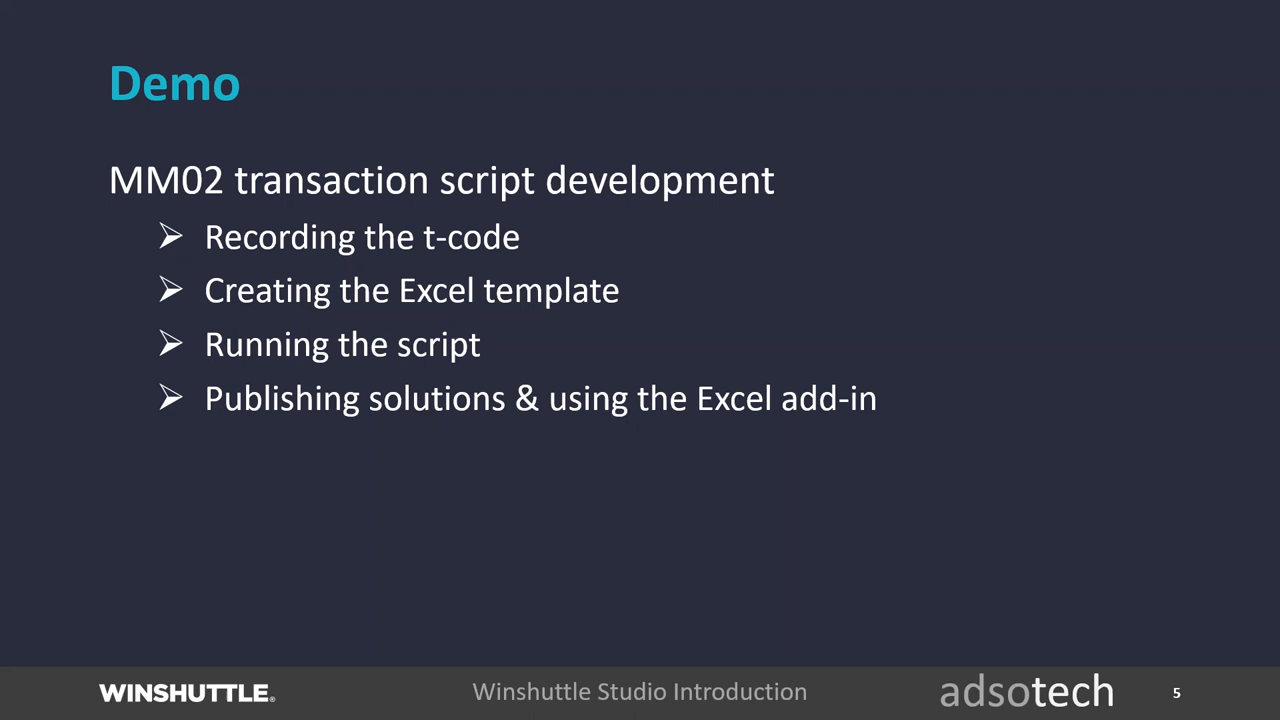 Demo
MM02 transaction script development
➢ Recording the t-code
➢ Creating the Excel template
➢ Running the script
➢ Publishing solutions & using the Excel add-in
WINSHUTTLE®
Winshuttle Studio Introduction
adsotech
5